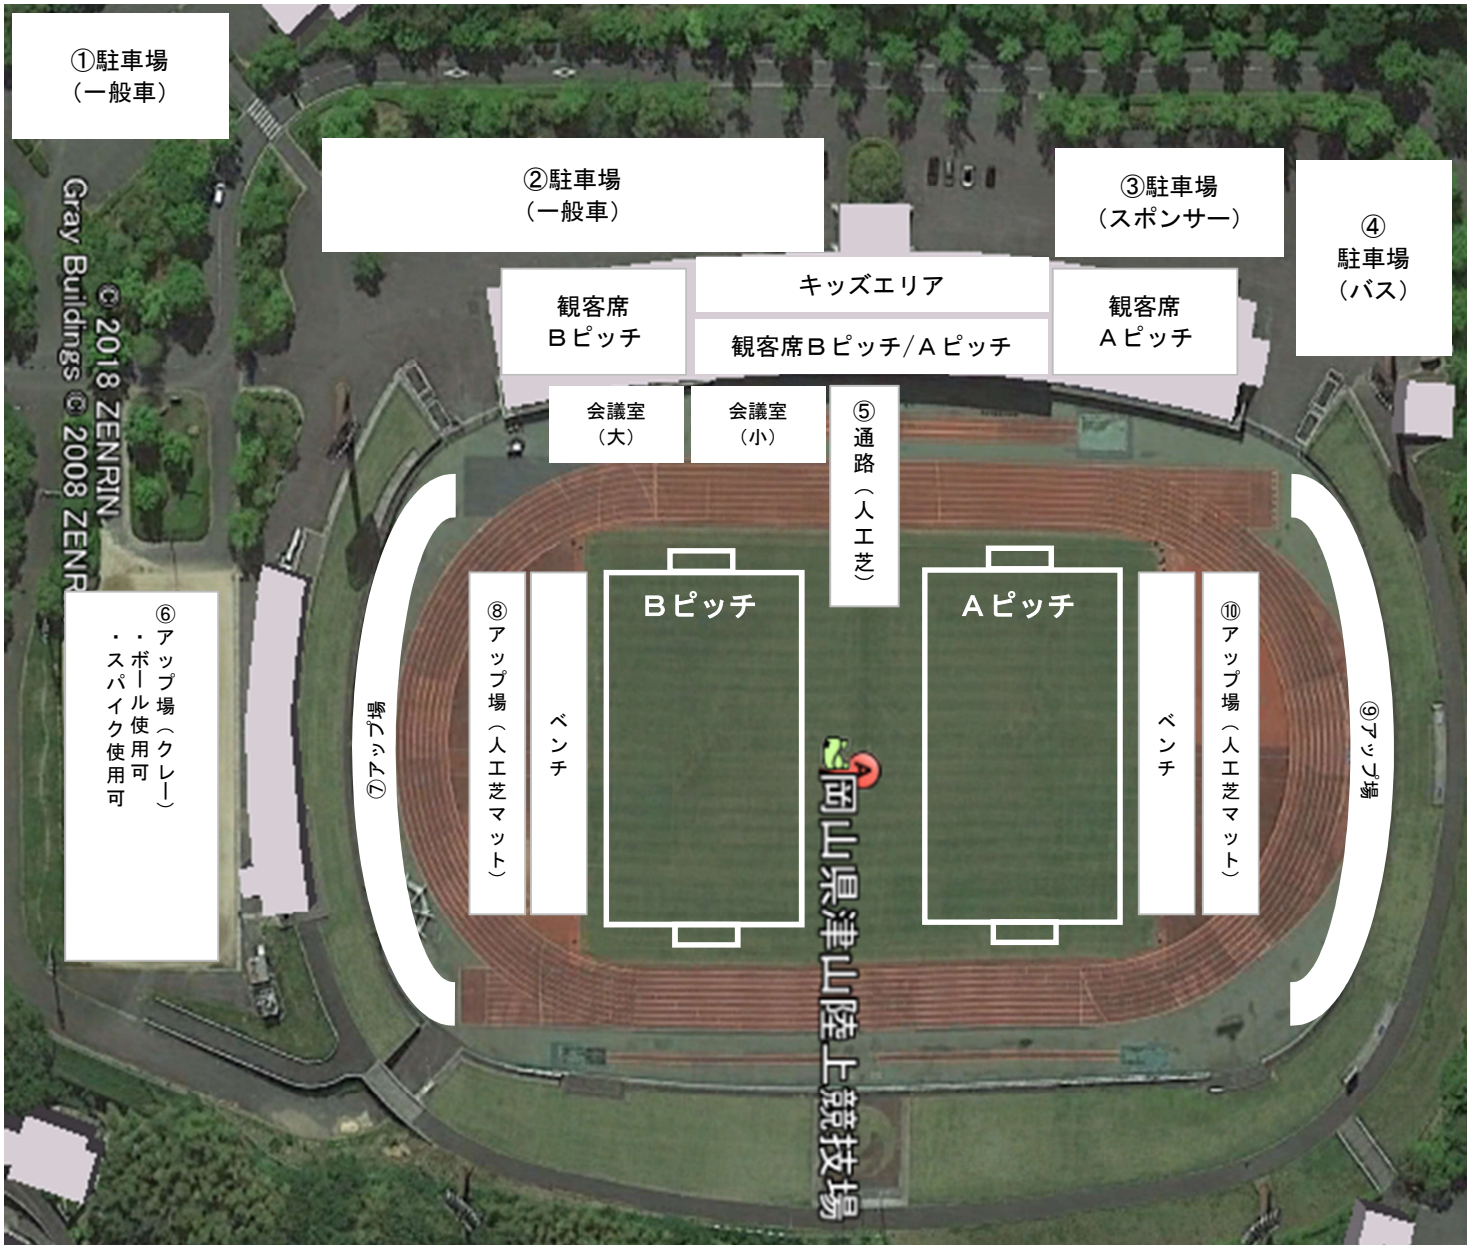 ①駐車場
（一般車）
②駐車場
（一般車）
③駐車場
（スポンサー）
④
駐車場
（バス）
キッズエリア
観客席
Bピッチ
観客席Bピッチ/Aピッチ
観客席
Aピッチ
会議室
（大）
会議室
（小）
⑤通路（人工芝）
© 2018 ZENRIN
Gray Buildings © 2008 ZENR
⑥アップ場（クレー）
・ボール使用可
・スパイク使用可
⑦アップ場
⑧アップ場（人工芝マット）
ベンチ
Bピッチ
Aピッチ
ベンチ
⑩アップ場（人工芝マット）
⑨アップ場
A
岡山県津山陸上競技場